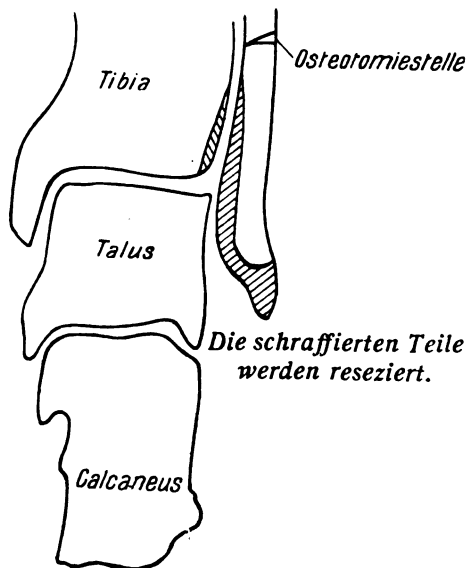 Osteotomiestelle
Tibia
Talus
Die schraffierten Teile
werden reseziert.
Calcaneus